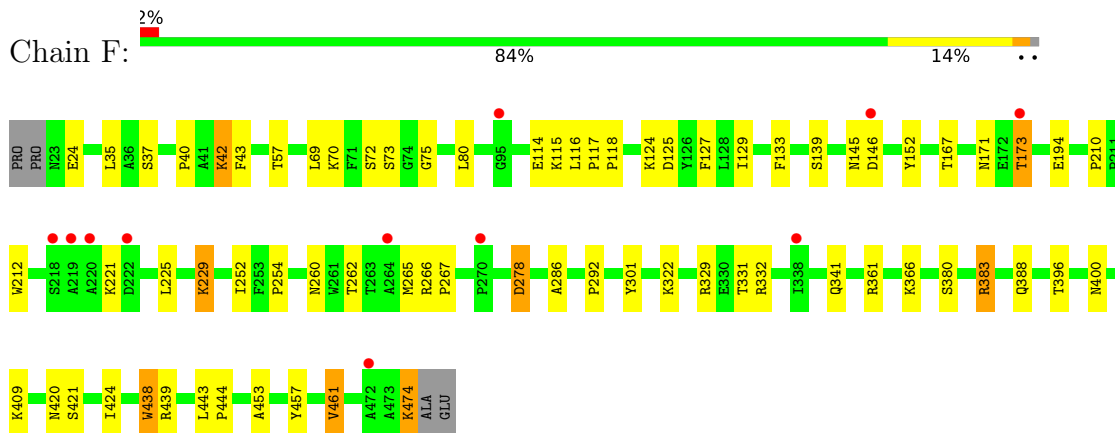 2%
Chain F:
84% 14% • •
PRO PRO N23 E24 L35 A36 S37 P40 A41 K42 F43 T57 L69 K70 F71 S72 S73 G74 G75 L80 G95 E114 K115 L116 P117 P118 K124 D125 Y126 F127 L128 I129 F133 S139 N145 D146 Y152 T167 N171 E172 T173 E194 P210 P211
W212 S218 A219 A220 K221 D222 L225 K229 I252 F253 P254 N260 W261 T262 T263 A264 M265 R266 P267 P270 D278 A286 P292 Y301 K322 R329 E330 T331 R332 I338 Q341 R361 K366 S380 R383 Q388 T396 N400
K409 N420 S421 I424 W438 R439 L443 P444 A453 Y457 V461 A472 A473 K474 ALA GLU